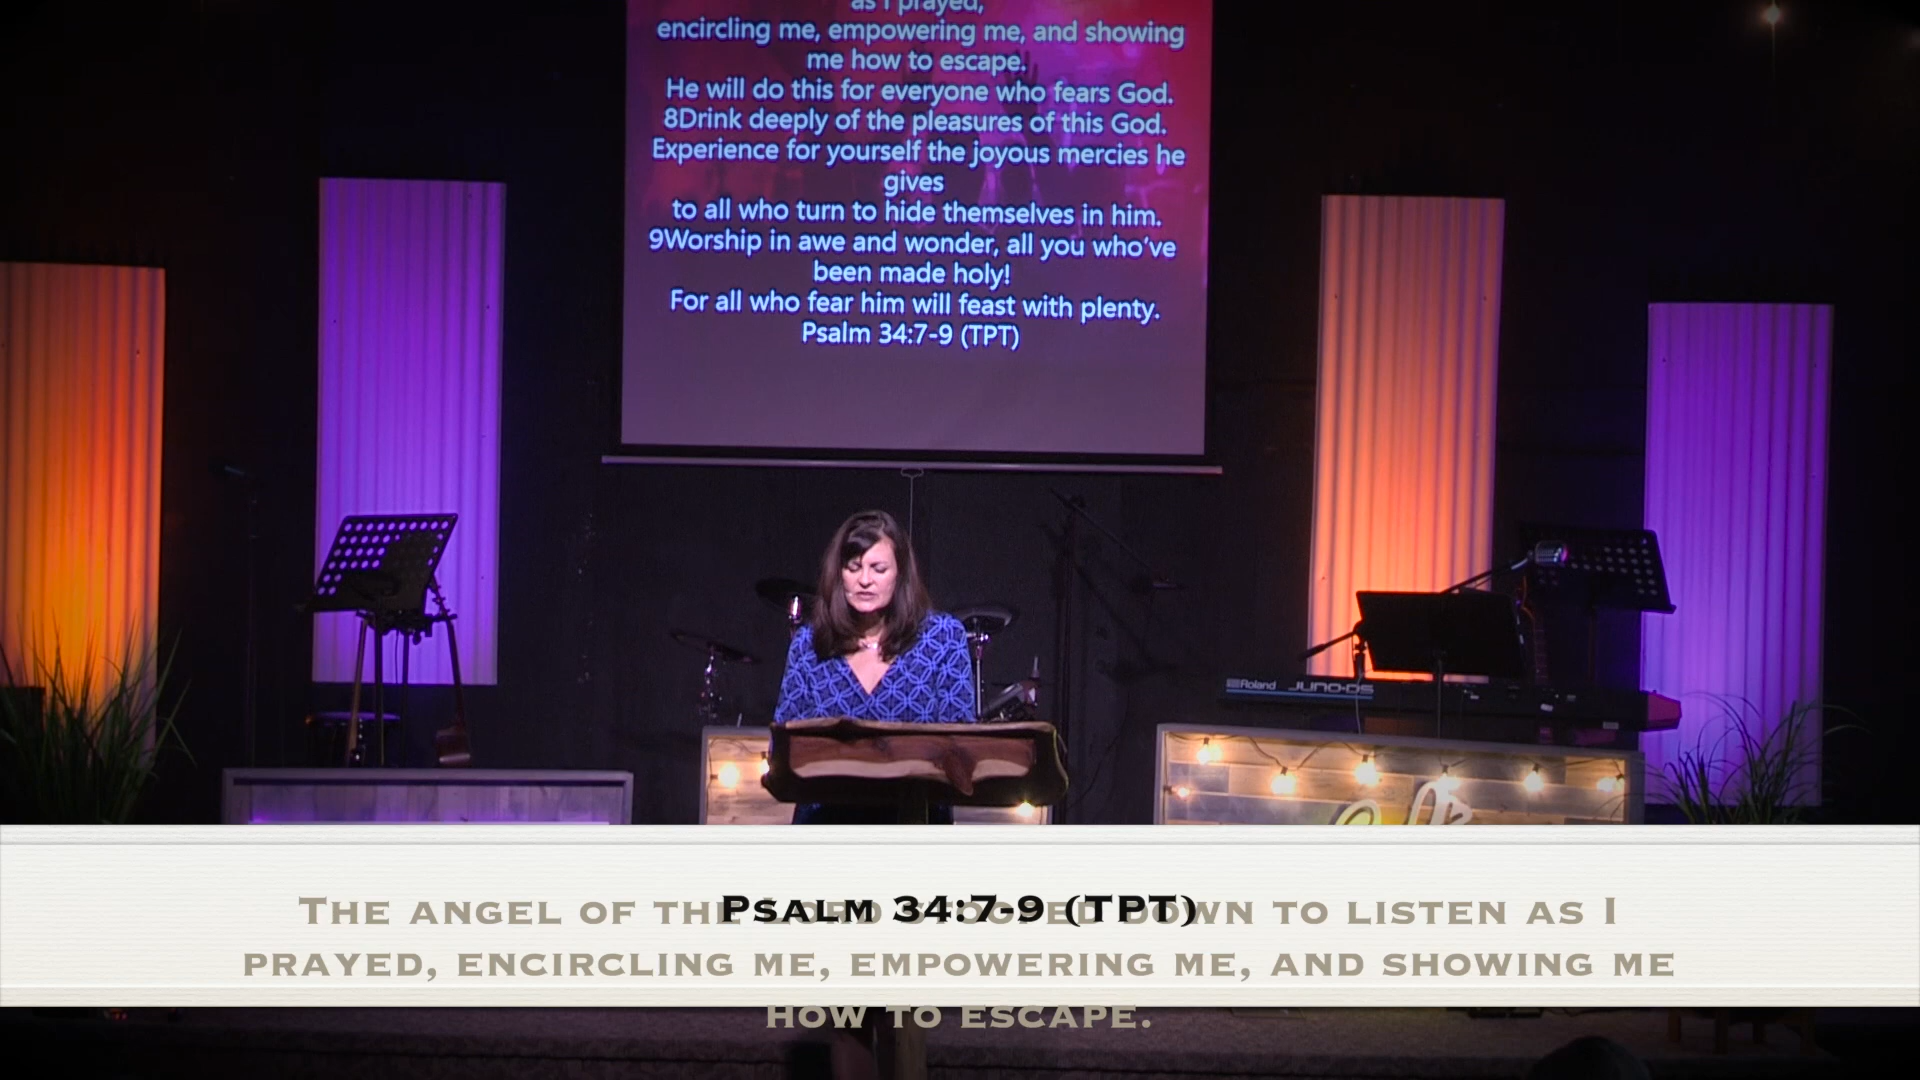 as I prayed,
encircling me, empowering me, and showing
me how to escape.
He will do this for everyone who fears God.
8Drink deeply of the pleasures of this God.
Experience for yourself the joyous mercies he
gives
to all who turn to hide themselves in him.
9Worship in awe and wonder, all you who've
been made holy!
For all who fear him will feast with plenty.
Psalm 34:7-9 (TPT)
Roland JUNO-DS
Psalm 34:7-9 (TPT)
The angel of the Lord stooped down to listen as I
prayed, encircling me, empowering me, and showing me
how to escape.